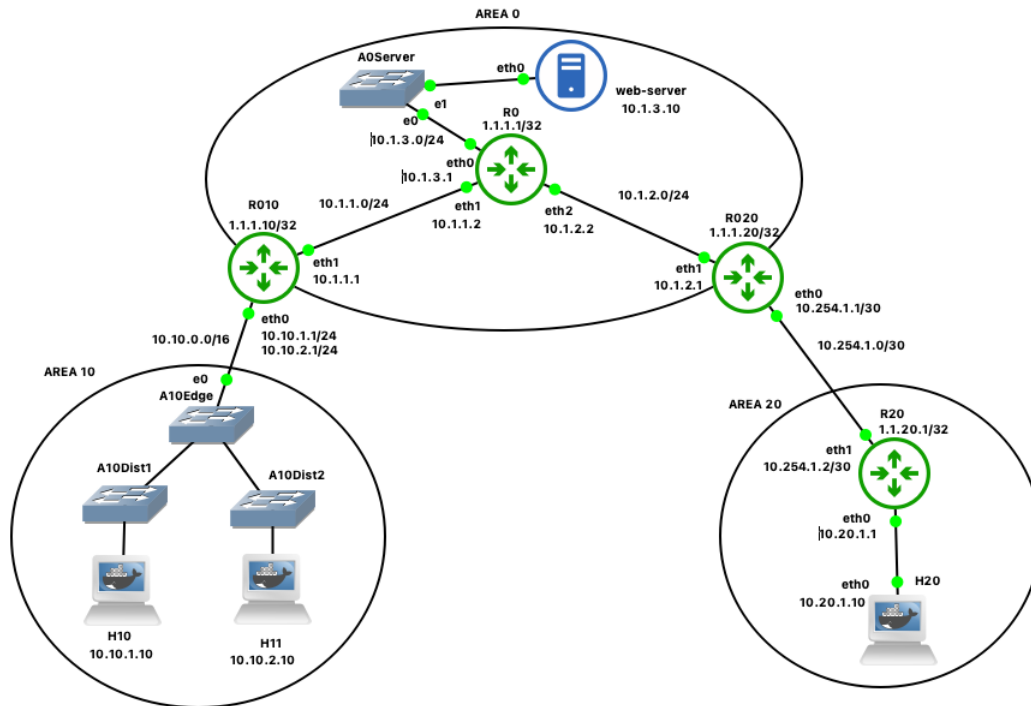 AREA 0
A0Server
eth0
web-server
10.1.3.10
e1
e0
R0
1.1.1.1/32
10.1.3.0/24
eth0
10.1.3.1
eth1
10.1.1.2
eth2
10.1.2.2
10.1.1.0/24
10.1.2.0/24
R010
1.1.1.10/32
eth1
10.1.1.1
R020
1.1.1.20/32
eth1
10.1.2.1
eth0
10.254.1.1/30
10.10.0.0/16
eth0
10.10.1.1/24
10.10.2.1/24
10.254.1.0/30
AREA 10
e0
A10Edge
A10Dist1
A10Dist2
H10
10.10.1.10
H11
10.10.2.10
AREA 20
R20
1.1.20.1/32
eth1
10.254.1.2/30
eth0
10.20.1.1
eth0
H20
10.20.1.10